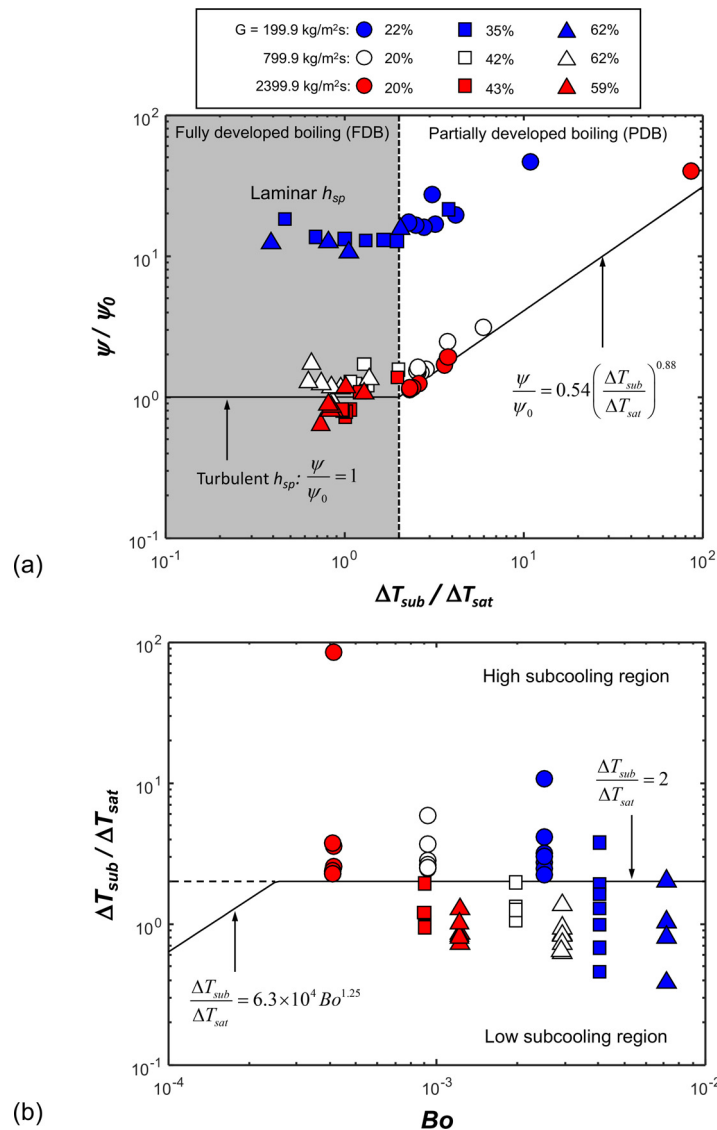 G = 199.9 kg/m²s: 22% 35% 62%
799.9 kg/m²s: 20% 42% 62%
2399.9 kg/m²s: 20% 43% 59%
10²
Fully developed boiling (FDB) Partially developed boiling (PDB)
Laminar h_sp
10¹
ψ / ψ₀
ψ/ψ₀ = 0.54(ΔT_sub/ΔT_sat)^0.88
10⁰
Turbulent h_sp: ψ/ψ₀ = 1
10⁻¹
10⁻¹ 10⁰ 10¹ 10²
(a)
ΔT_sub / ΔT_sat
10²
High subcooling region
ΔT_sub/ΔT_sat = 2
10¹
ΔT_sub / ΔT_sat
10⁰
ΔT_sub/ΔT_sat = 6.3×10⁴ Bo^1.25
Low subcooling region
10⁻¹
10⁻⁴ 10⁻³ 10⁻²
(b)
Bo